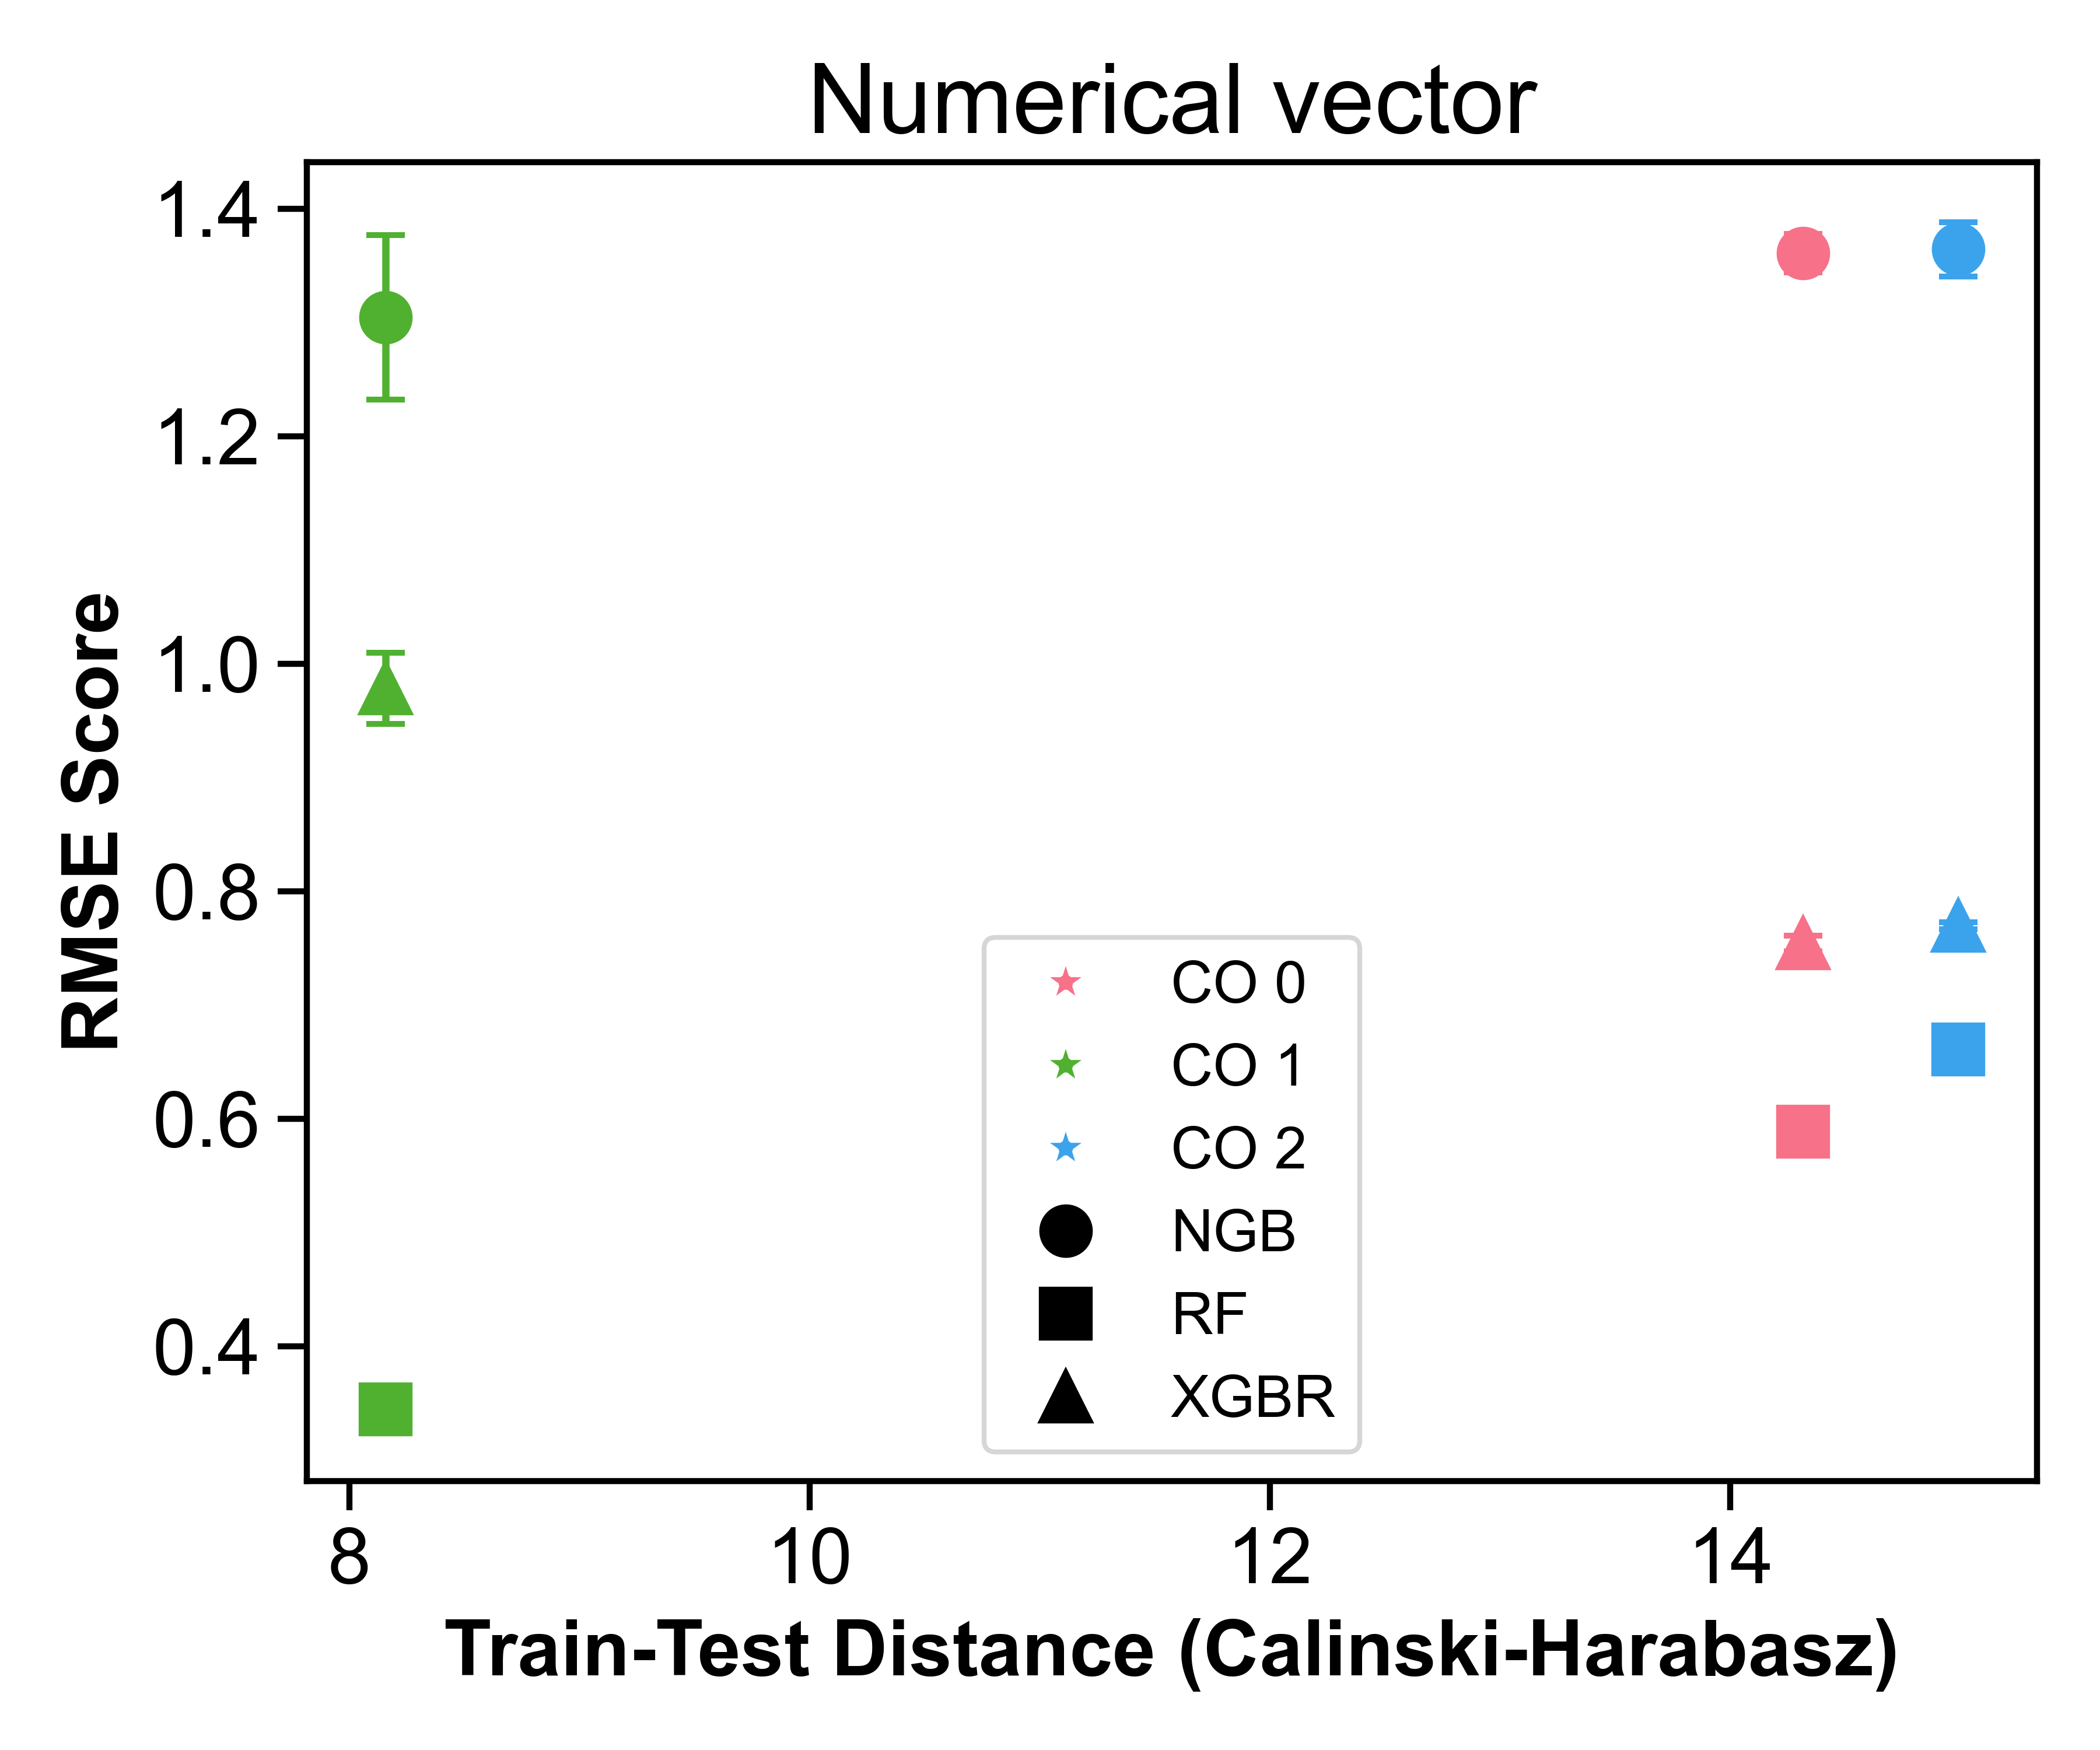 Numerical vector
1.4
1.2
1.0
0.8
0.6
0.4
RMSE Score
CO 0
CO 1
CO 2
NGB
RF
XGBR
8 10 12 14
Train-Test Distance (Calinski-Harabasz)